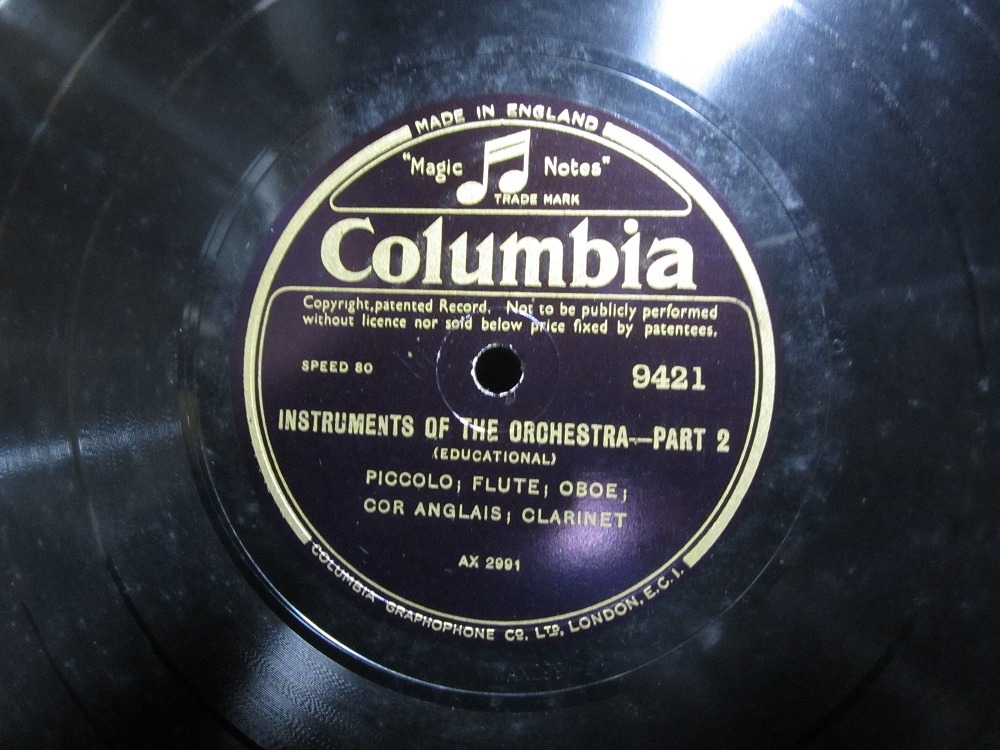 MADE IN ENGLAND
"Magic Notes"
TRADE MARK
Columbia
Copyright, patented Record. Not to be publicly performed
without licence nor sold below price fixed by patentees.
SPEED 80
9421
INSTRUMENTS OF THE ORCHESTRA—PART 2
(EDUCATIONAL)
PICCOLO; FLUTE; OBOE;
COR ANGLAIS; CLARINET
AX 2991
COLUMBIA GRAPHOPHONE CO. LTD, LONDON, E.C.1.